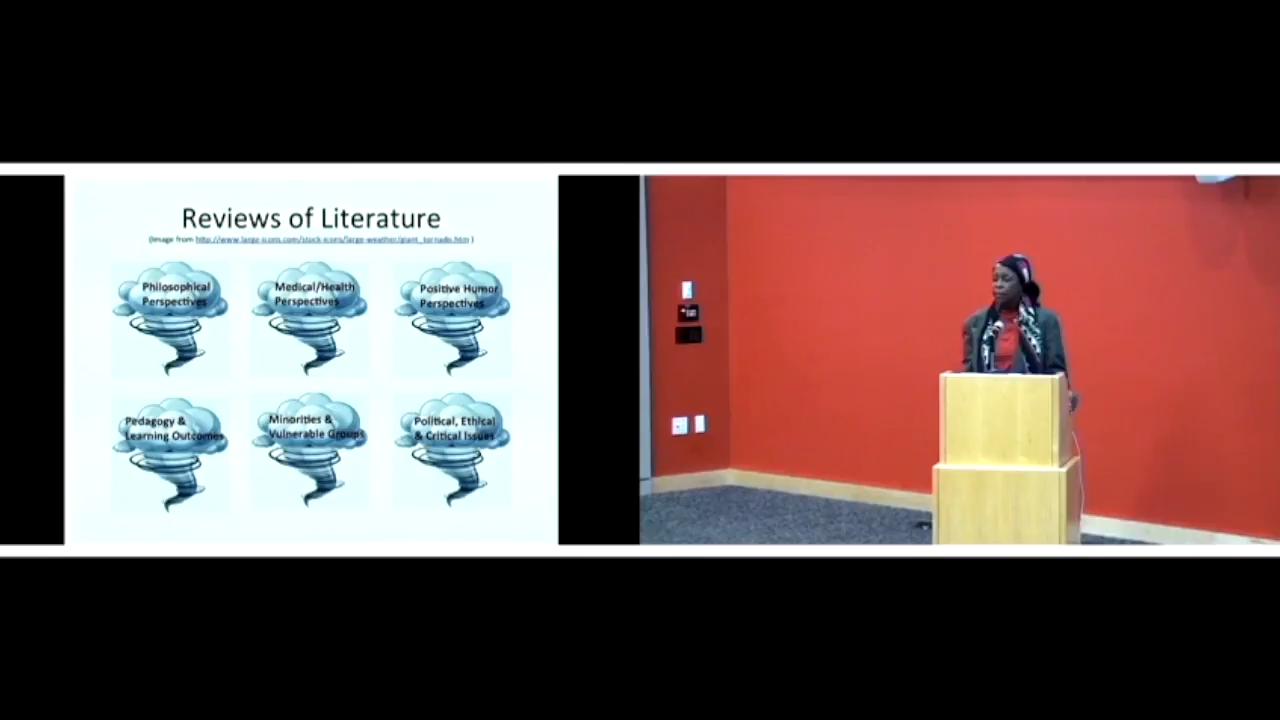 Reviews of Literature
(Image from http://www.large-icons.com/stock-icons/large-weather/giant_tornado.htm )
Philosophical
Perspectives
Medical/Health
Perspectives
Positive Humor
Perspectives
Pedagogy &
Learning Outcomes
Minorities &
Vulnerable Groups
Political, Ethical
& Critical Issues